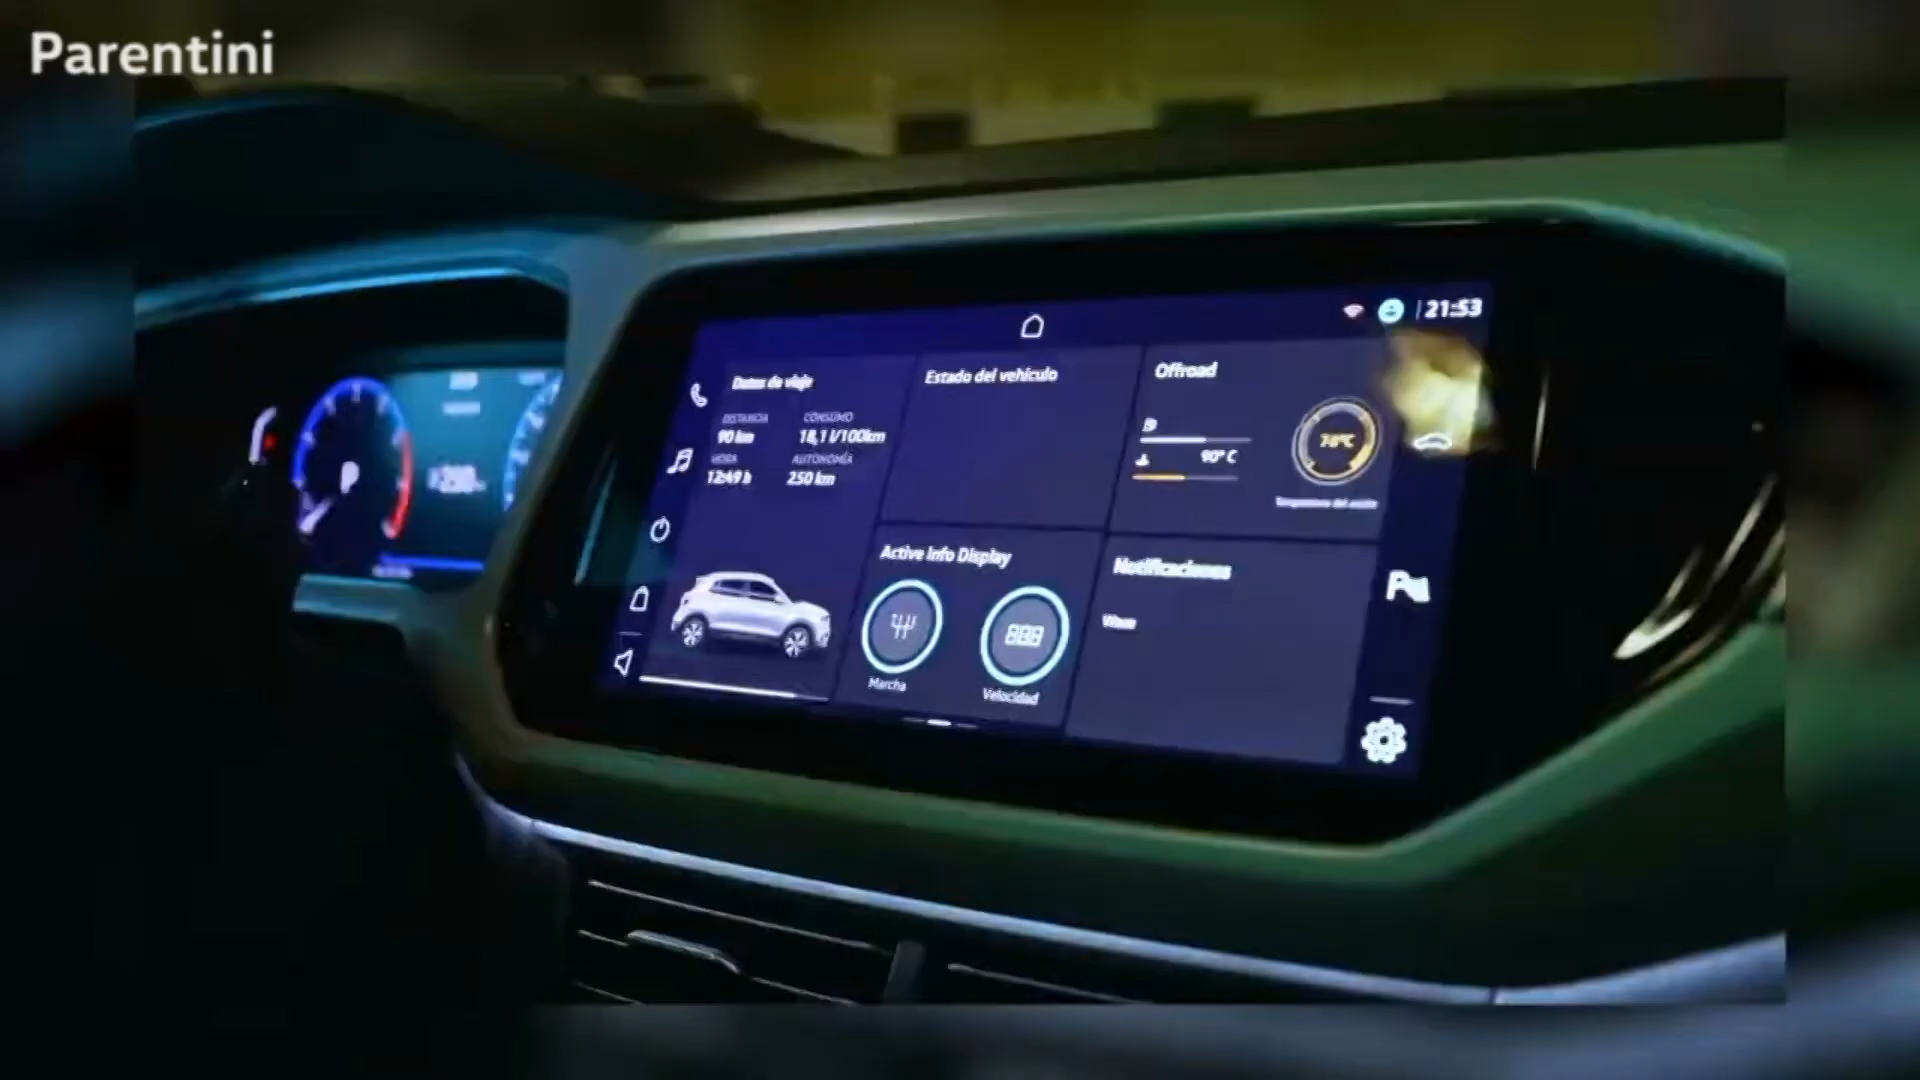 Parentini
21:53
Datos de viaje
DISTANCIA
CONSUMO
90 km
18,1 l/100km
HORA
AUTONOMÍA
12:49 h
250 km
Estado del vehículo
Offroad
90°C
Active Info Display
Marcha
Velocidad
Notificaciones
P